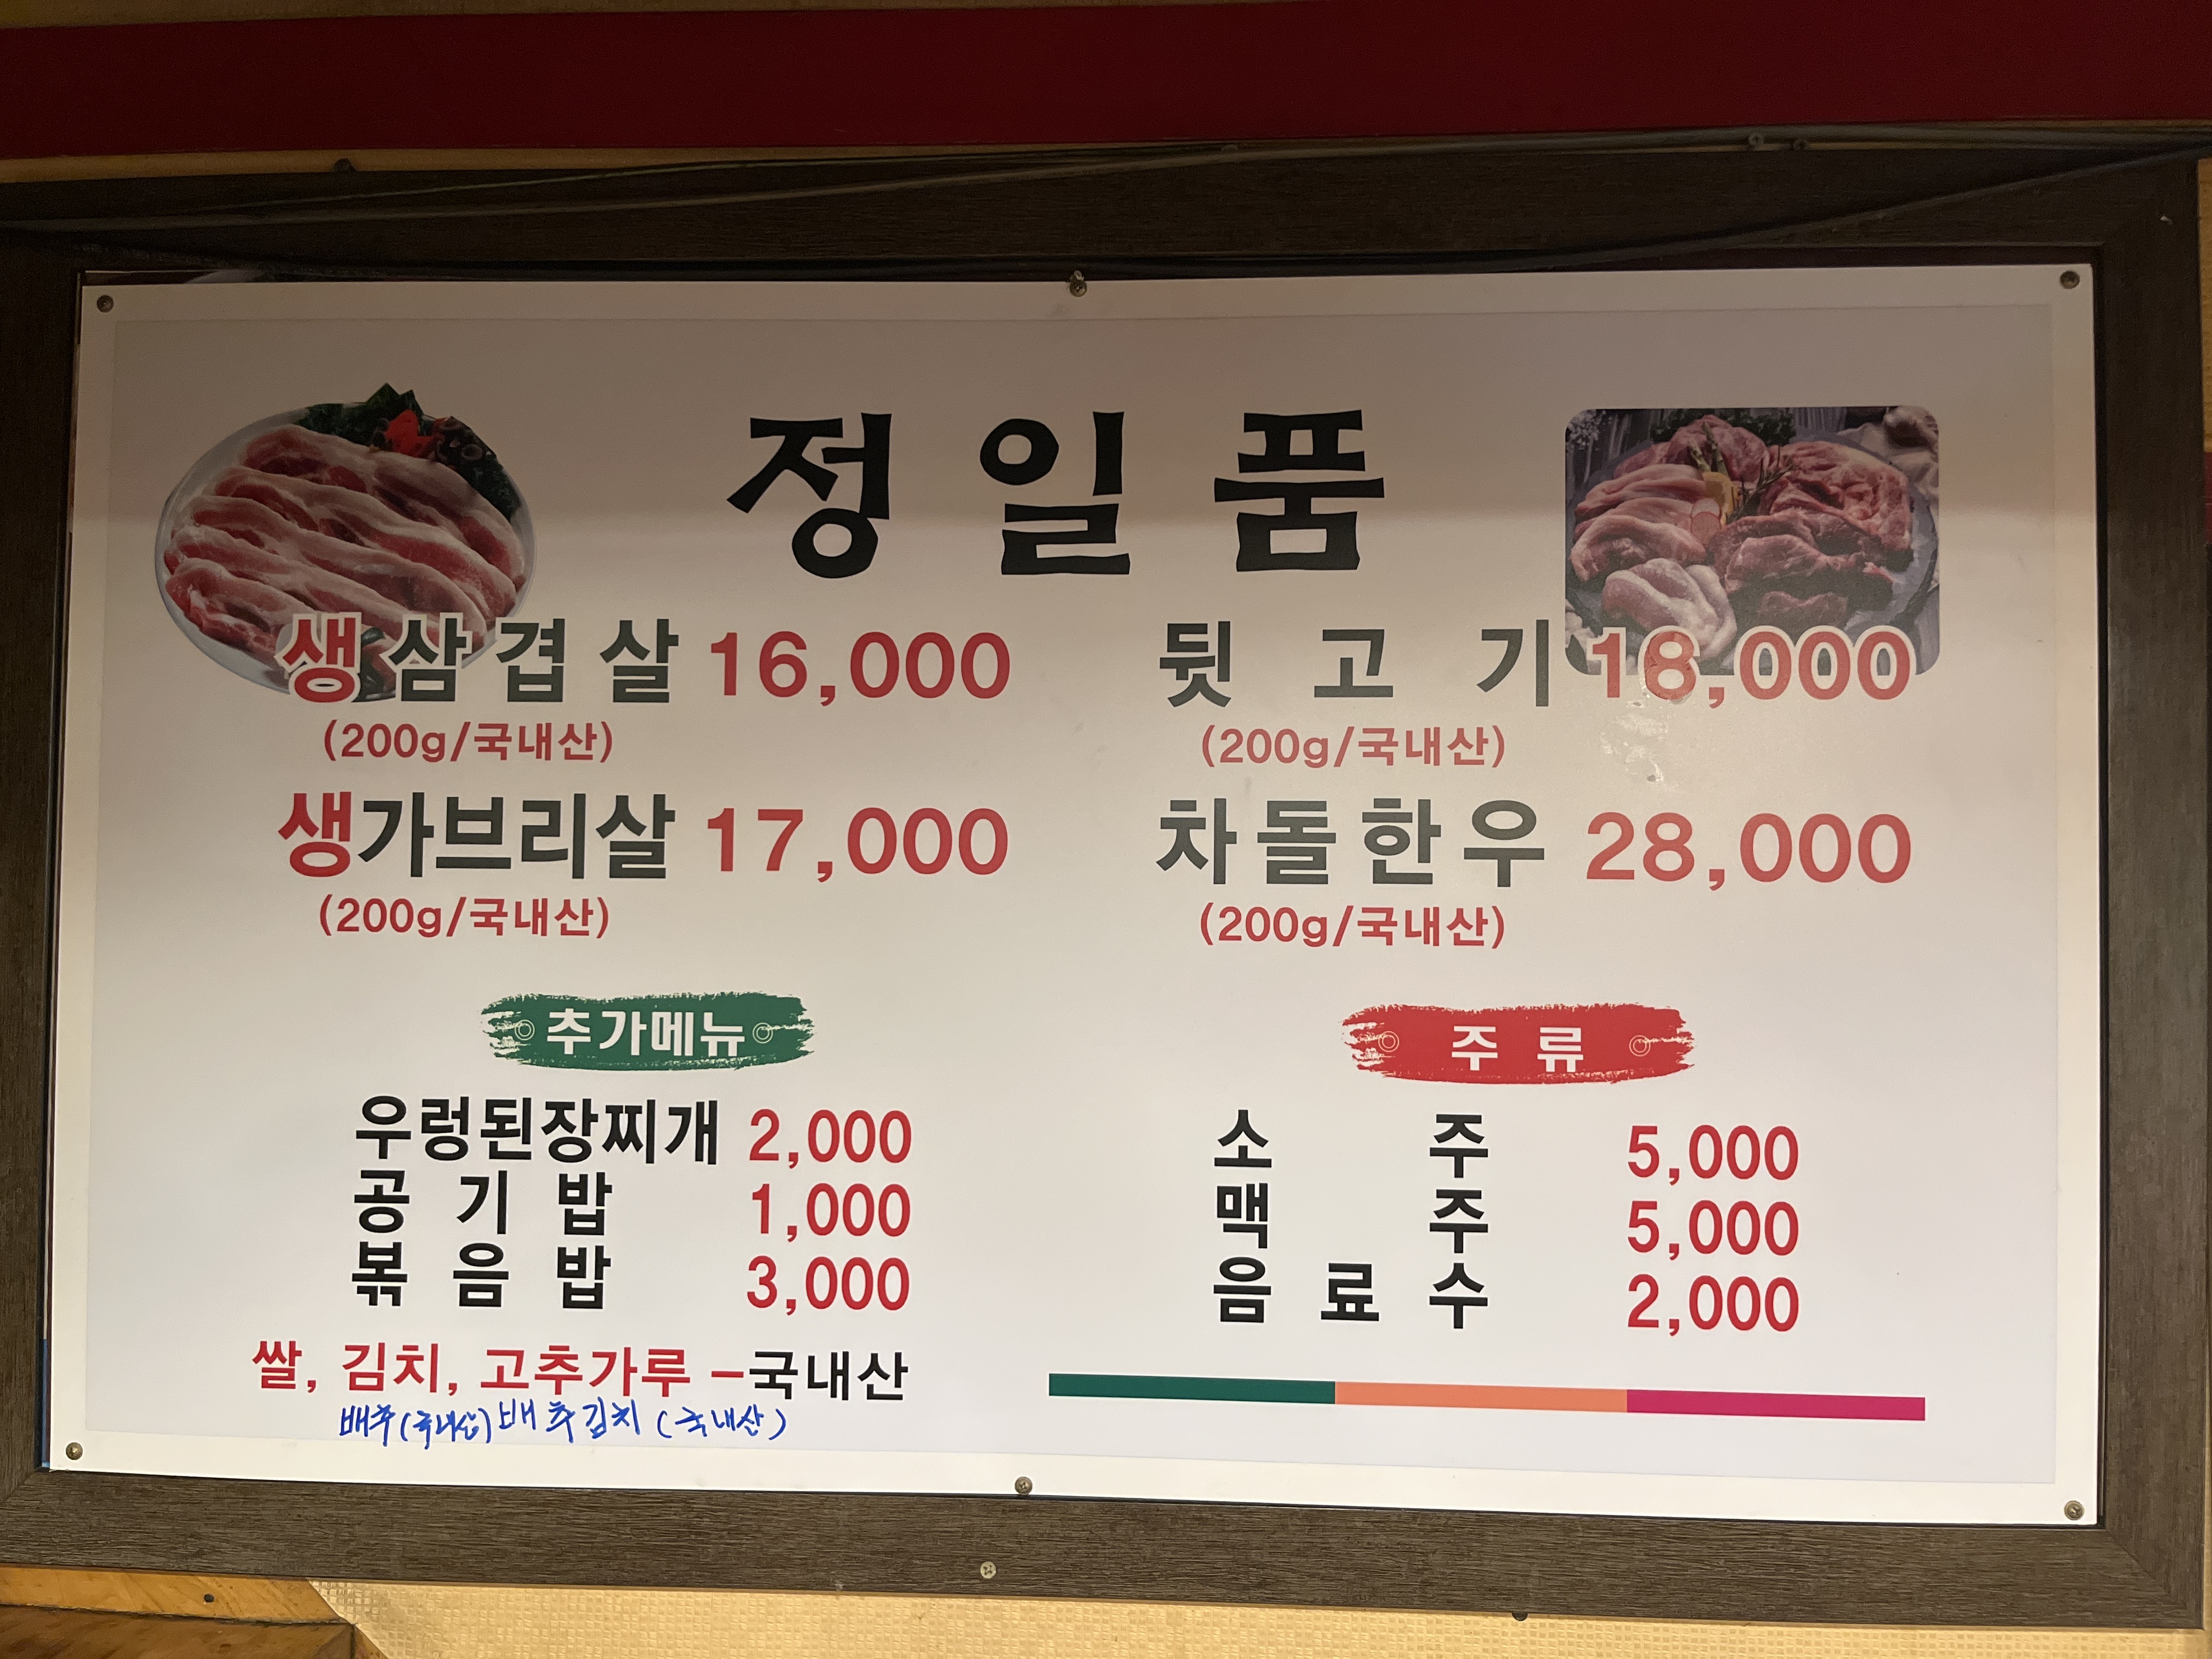 정일품
생삼겹살 16,000
(200g/국내산)
생가브리살 17,000
(200g/국내산)
뒷고기 18,000
(200g/국내산)
차돌한우 28,000
(200g/국내산)
추가메뉴
우렁된장찌개 2,000
공기밥 1,000
볶음밥 3,000
쌀, 김치, 고추가루 -국내산
배추(국내산) 배추김치 (국내산)
주류
소주 5,000
맥주 5,000
음료수 2,000